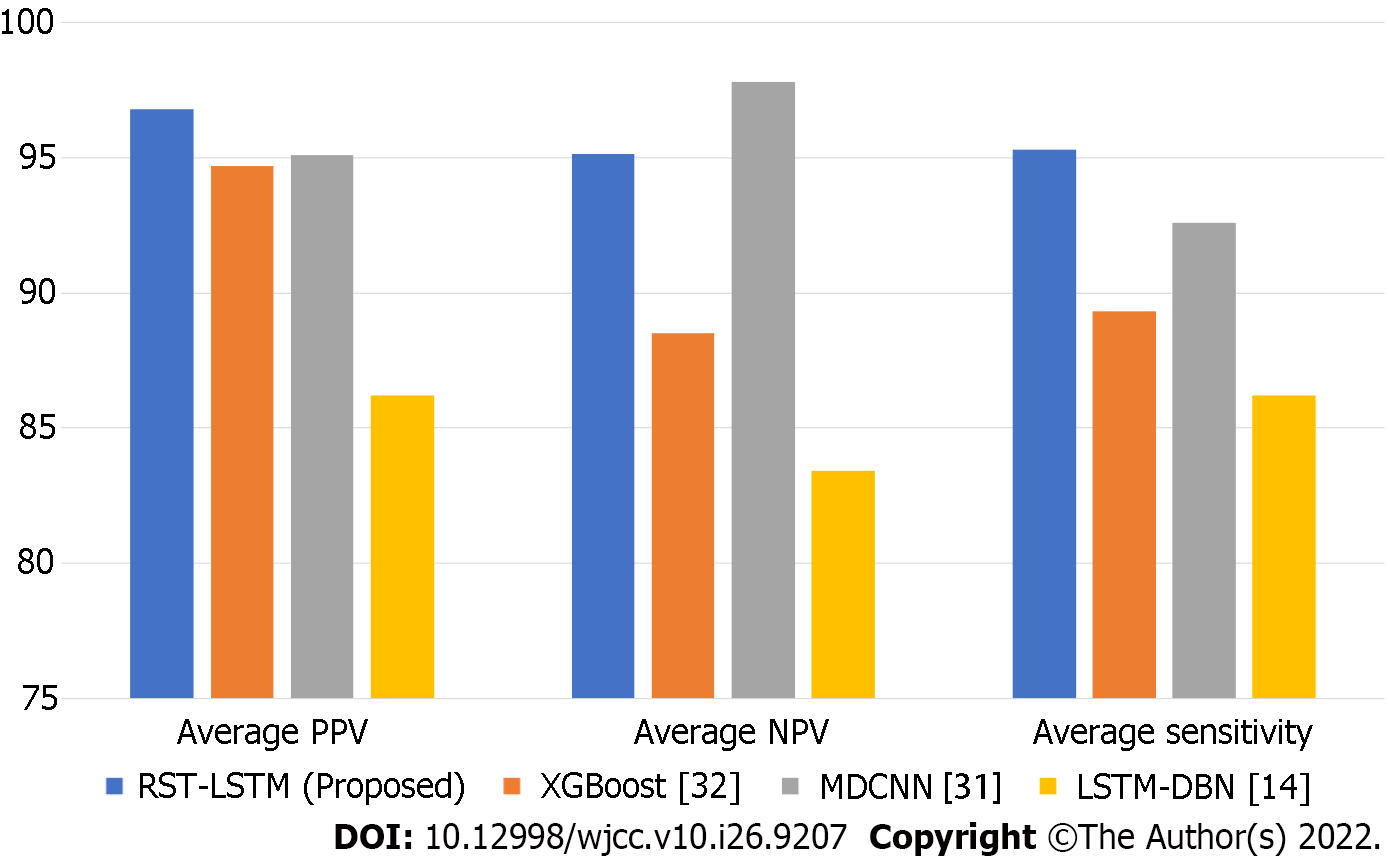 100
95
90
85
80
75
Average PPV Average NPV Average sensitivity
RST-LSTM (Proposed) XGBoost [32] MDCNN [31] LSTM-DBN [14]
DOI: 10.12998/wjcc.v10.i26.9207 Copyright ©The Author(s) 2022.